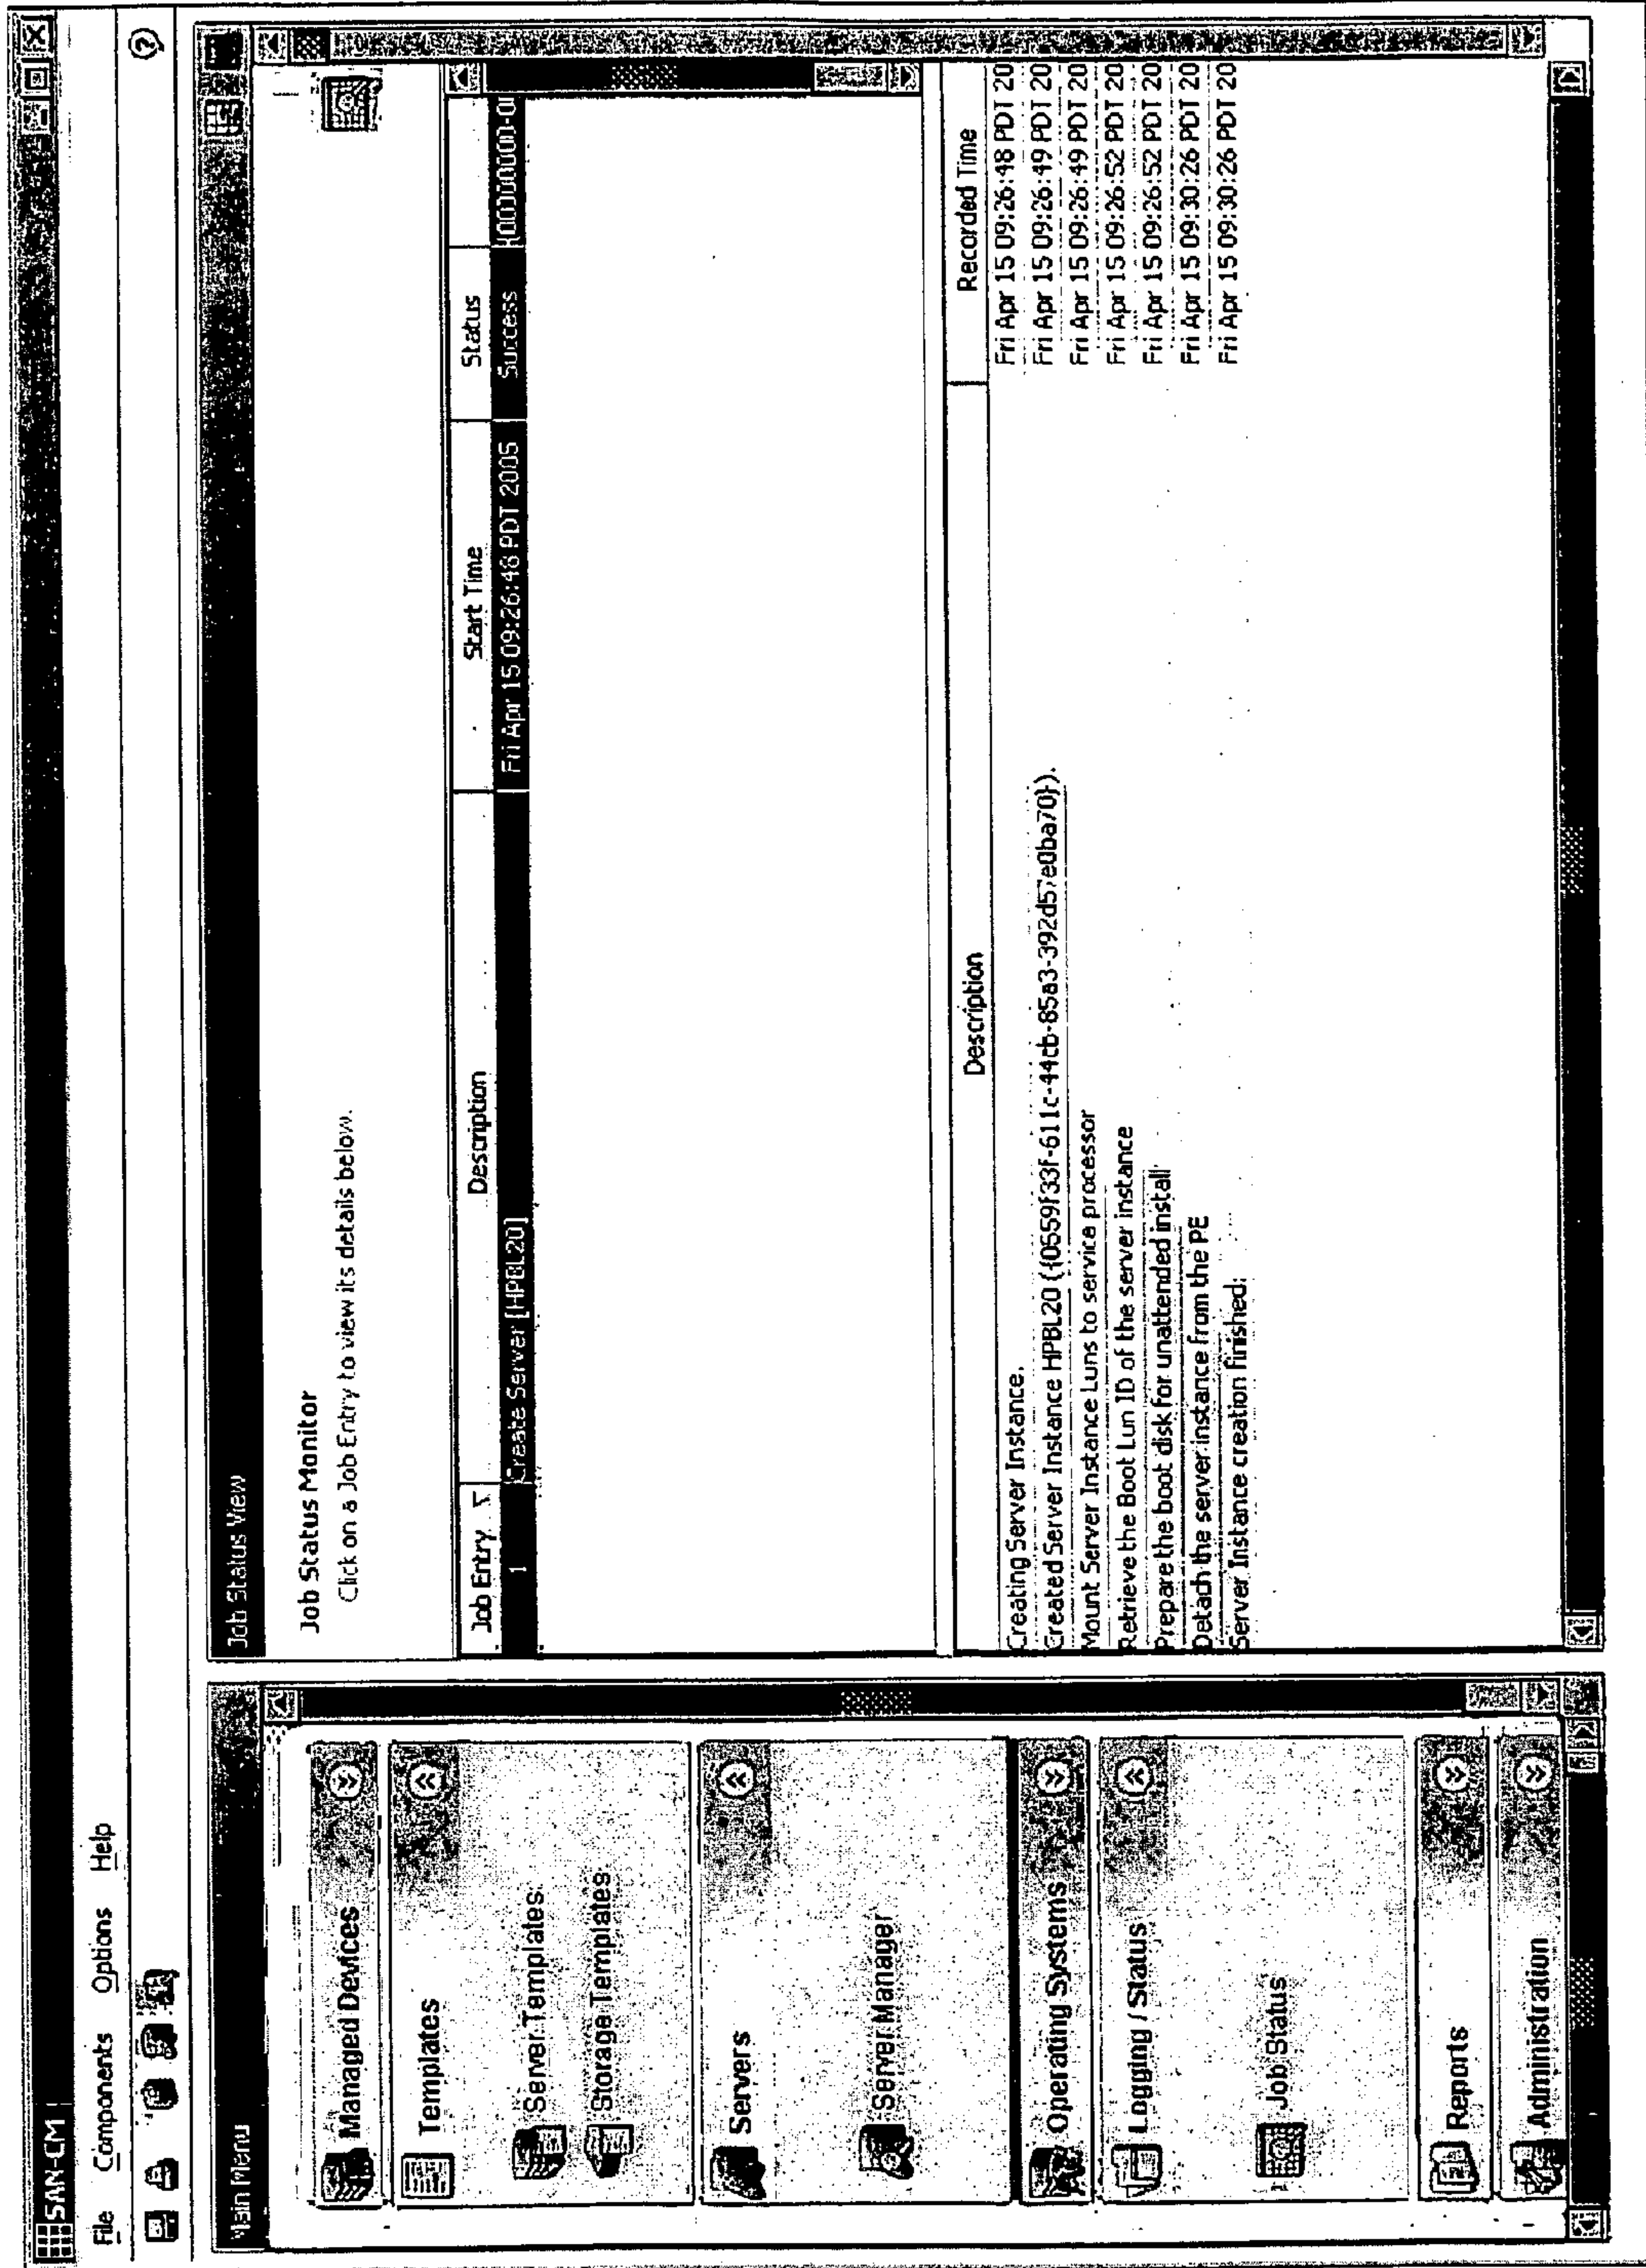 SAN-CM
File Components Options Help
Main Menu
Managed Devices
Templates
Server Templates
Storage Templates
Servers
Server Manager
Operating Systems
Logging / Status
Job Status
Reports
Administration
Job Status View
Job Status Monitor
Click on a Job Entry to view its details below.
Job Entry Description Start Time Status
1 Create Server [HPBL20] Fri Apr 15 09:26:48 PDT 2005 Success
Description Recorded Time
Creating Server Instance. Fri Apr 15 09:26:48 PDT 20
Created Server Instance HPBL20 ({0559f33f-611c-44cb-85a3-392d57e0ba70}). Fri Apr 15 09:26:49 PDT 20
Mount Server Instance Luns to service processor Fri Apr 15 09:26:49 PDT 20
Retrieve the Boot Lun ID of the server instance Fri Apr 15 09:26:52 PDT 20
Prepare the boot disk for unattended install Fri Apr 15 09:26:52 PDT 20
Detach the server instance from the PE Fri Apr 15 09:30:26 PDT 20
Server Instance creation finished. Fri Apr 15 09:30:26 PDT 20